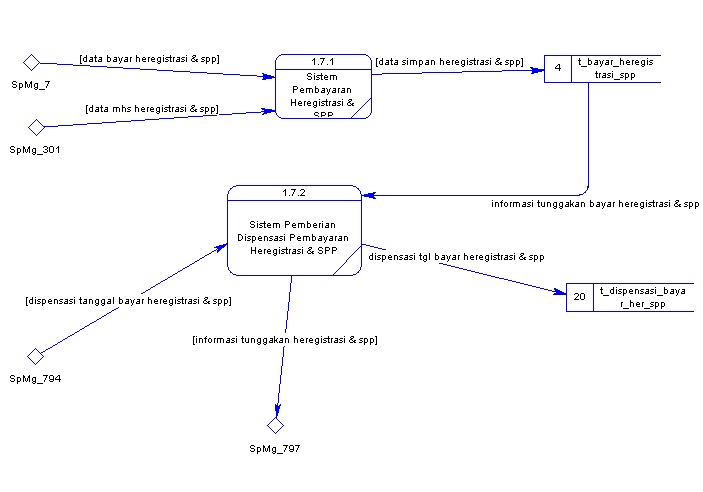 [data bayar heregistrasi & spp]
SpMg_7
[data mhs heregistrasi & spp]
SpMg_301
1.7.1
Sistem
Pembayaran
Heregistrasi &
SPP
[data simpan heregistrasi & spp]
4
t_bayar_heregis
trasi_spp
informasi tunggakan bayar heregistrasi & spp
1.7.2
Sistem Pemberian
Dispensasi Pembayaran
Heregistrasi & SPP
dispensasi tgl bayar heregistrasi & spp
20
t_dispensasi_baya
r_her_spp
[dispensasi tanggal bayar heregistrasi & spp]
SpMg_794
[informasi tunggakan heregistrasi & spp]
SpMg_797